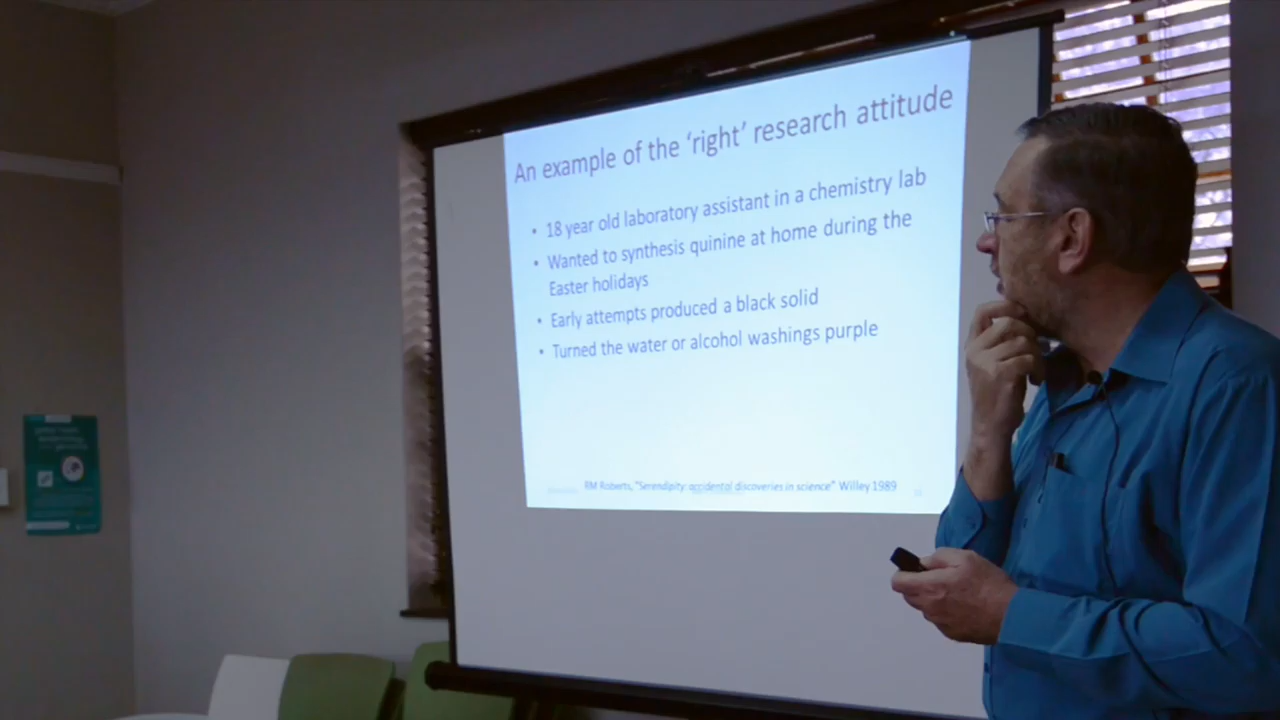 An example of the ‘right’ research attitude
• 18 year old laboratory assistant in a chemistry lab
• Wanted to synthesis quinine at home during the
Easter holidays
• Early attempts produced a black solid
• Turned the water or alcohol washings purple
RM Roberts, "Serendipity: accidental discoveries in science" Willey 1989